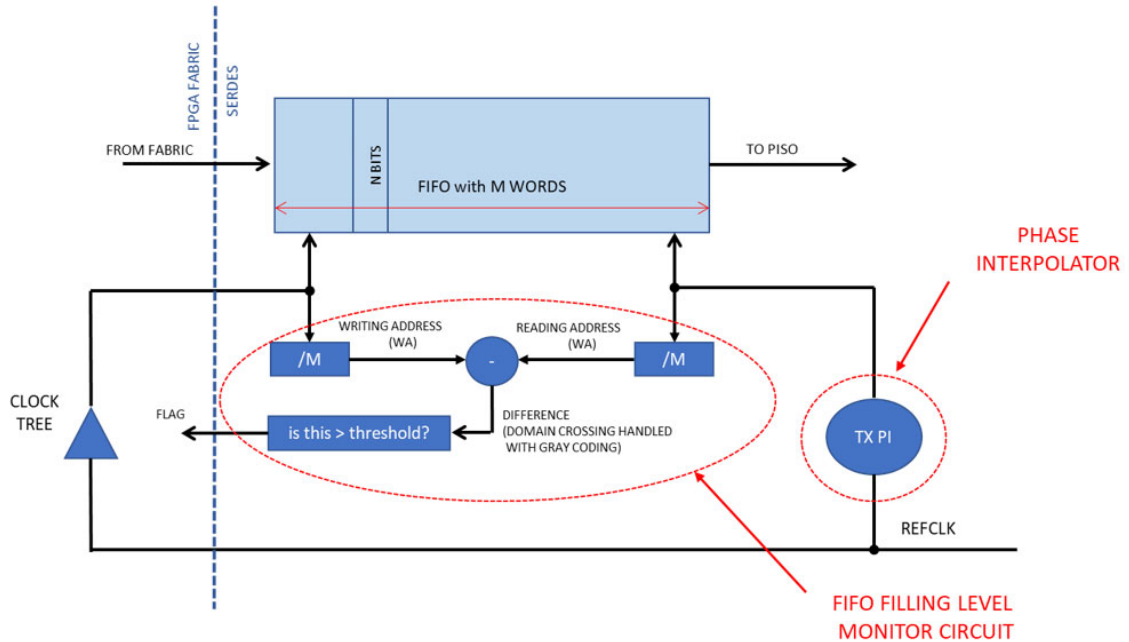 FPGA FABRIC
SERDES
FROM FABRIC
N BITS
TO PISO
FIFO with M WORDS
PHASE
INTERPOLATOR
WRITING ADDRESS
(WA)
READING ADDRESS
(WA)
/M
-
/M
CLOCK
TREE
FLAG
is this > threshold?
DIFFERENCE
(DOMAIN CROSSING HANDLED
WITH GRAY CODING)
TX PI
REFCLK
FIFO FILLING LEVEL
MONITOR CIRCUIT